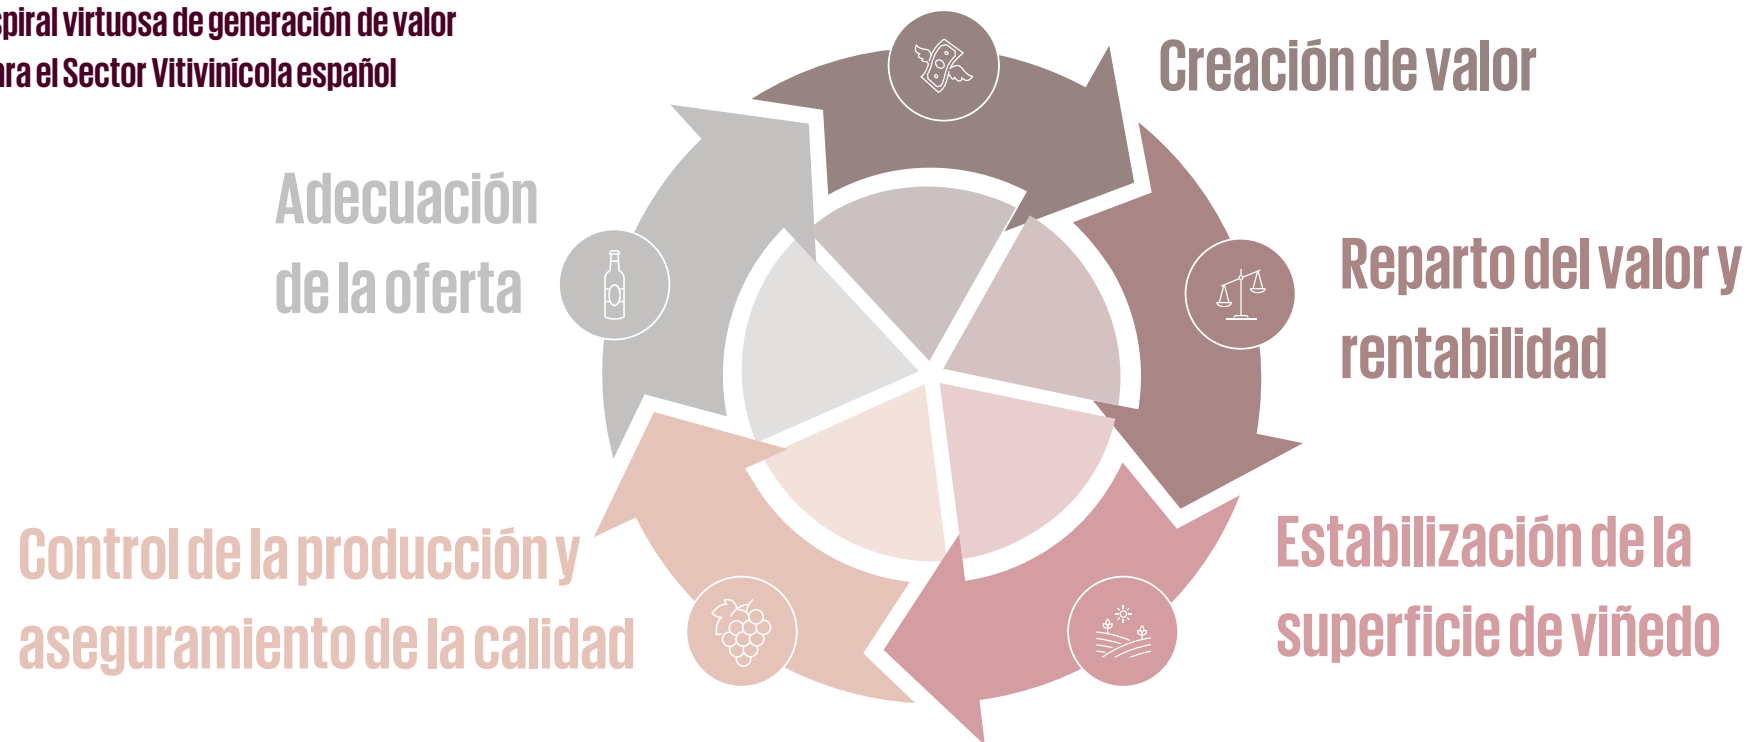 spiral virtuosa de generación de valor
ara el Sector Vitivinícola español
Creación de valor
Adecuación
de la oferta
Reparto del valor y
rentabilidad
Estabilización de la
superficie de viñedo
Control de la producción y
aseguramiento de la calidad